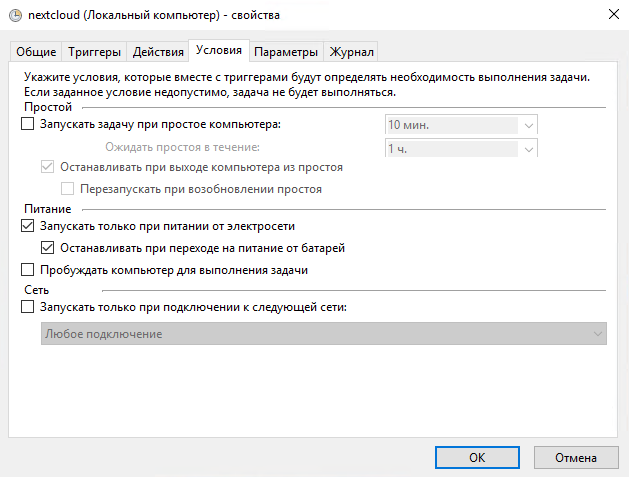 nextcloud (Локальный компьютер) - свойства
Общие Триггеры Действия Условия Параметры Журнал
Укажите условия, которые вместе с триггерами будут определять необходимость выполнения задачи.
Если заданное условие недопустимо, задача не будет выполняться.
Простой
Запускать задачу при простое компьютера: 10 мин.
Ожидать простоя в течение: 1 ч.
Останавливать при выходе компьютера из простоя
Перезапускать при возобновлении простоя
Питание
Запускать только при питании от электросети
Останавливать при переходе на питание от батарей
Пробуждать компьютер для выполнения задачи
Сеть
Запускать только при подключении к следующей сети:
Любое подключение
ОК Отмена